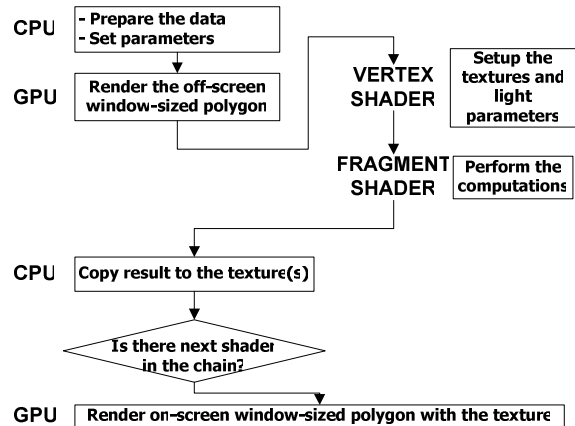 CPU
- Prepare the data
- Set parameters
GPU
Render the off-screen
window-sized polygon
VERTEX
SHADER
Setup the
textures and
light
parameters
FRAGMENT
SHADER
Perform the
computations
CPU
Copy result to the texture(s)
Is there next shader
in the chain?
GPU
Render on-screen window-sized polygon with the texture